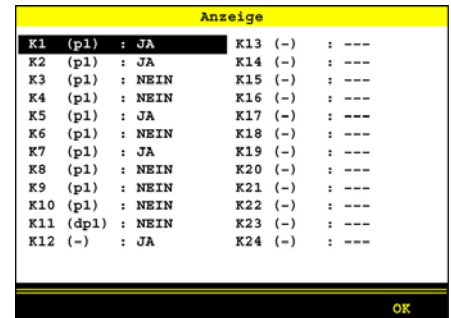 Anzeige
K1 (p1) : JA K13 (-) : ---
K2 (p1) : JA K14 (-) : ---
K3 (p1) : NEIN K15 (-) : ---
K4 (p1) : NEIN K16 (-) : ---
K5 (p1) : JA K17 (-) : ---
K6 (p1) : NEIN K18 (-) : ---
K7 (p1) : JA K19 (-) : ---
K8 (p1) : NEIN K20 (-) : ---
K9 (p1) : NEIN K21 (-) : ---
K10 (p1) : NEIN K22 (-) : ---
K11 (dp1) : NEIN K23 (-) : ---
K12 (-) : JA K24 (-) : ---
OK